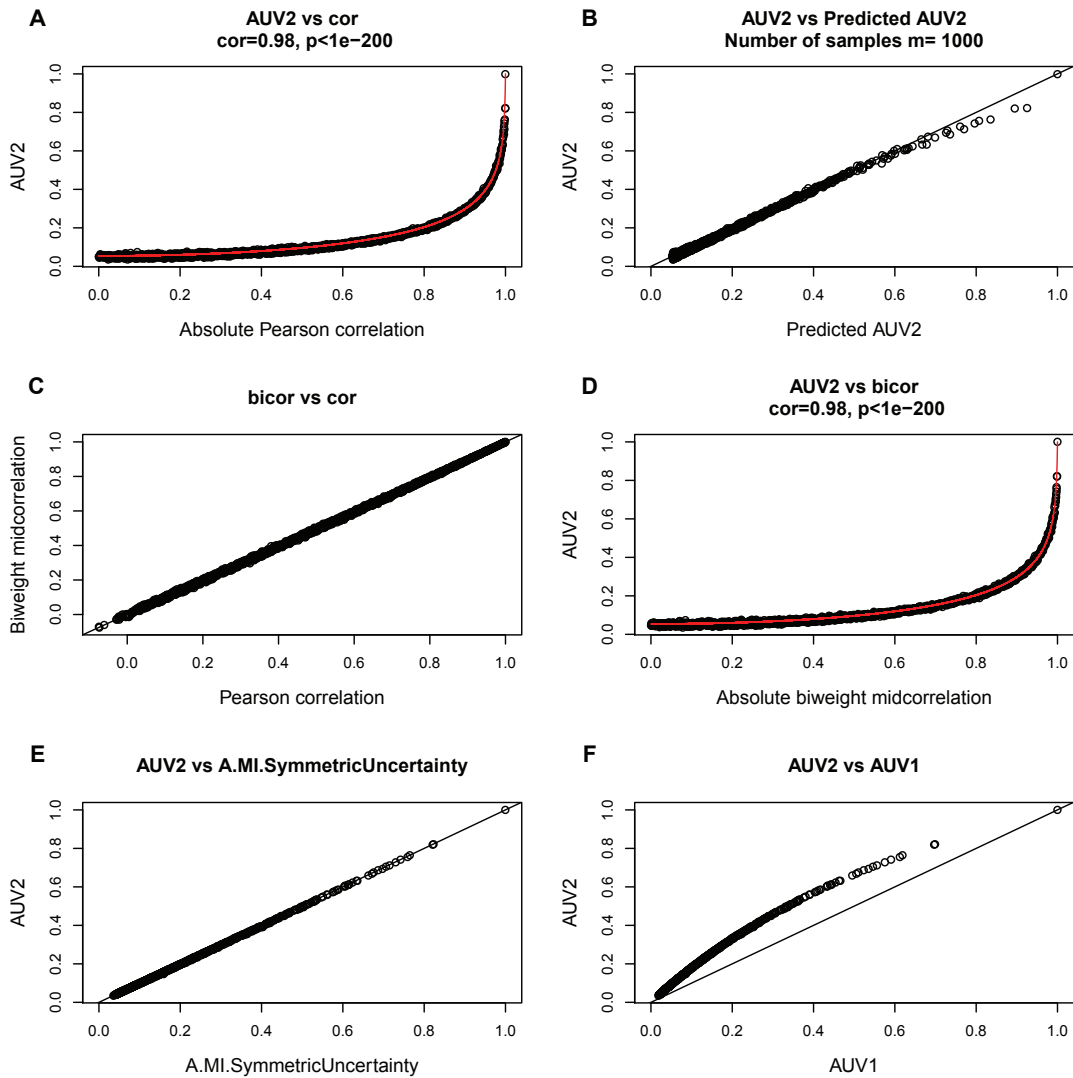 A
AUV2 vs cor
cor=0.98, p<1e−200
AUV2
0.0 0.2 0.4 0.6 0.8 1.0
0.0 0.2 0.4 0.6 0.8 1.0
Absolute Pearson correlation
B
AUV2 vs Predicted AUV2
Number of samples m= 1000
AUV2
0.0 0.2 0.4 0.6 0.8 1.0
0.0 0.2 0.4 0.6 0.8 1.0
Predicted AUV2
C
bicor vs cor
Biweight midcorrelation
0.0 0.2 0.4 0.6 0.8 1.0
0.0 0.2 0.4 0.6 0.8 1.0
Pearson correlation
D
AUV2 vs bicor
cor=0.98, p<1e−200
AUV2
0.0 0.2 0.4 0.6 0.8 1.0
0.0 0.2 0.4 0.6 0.8 1.0
Absolute biweight midcorrelation
E
AUV2 vs A.MI.SymmetricUncertainty
AUV2
0.0 0.2 0.4 0.6 0.8 1.0
0.0 0.2 0.4 0.6 0.8 1.0
A.MI.SymmetricUncertainty
F
AUV2 vs AUV1
AUV2
0.0 0.2 0.4 0.6 0.8 1.0
0.0 0.2 0.4 0.6 0.8 1.0
AUV1